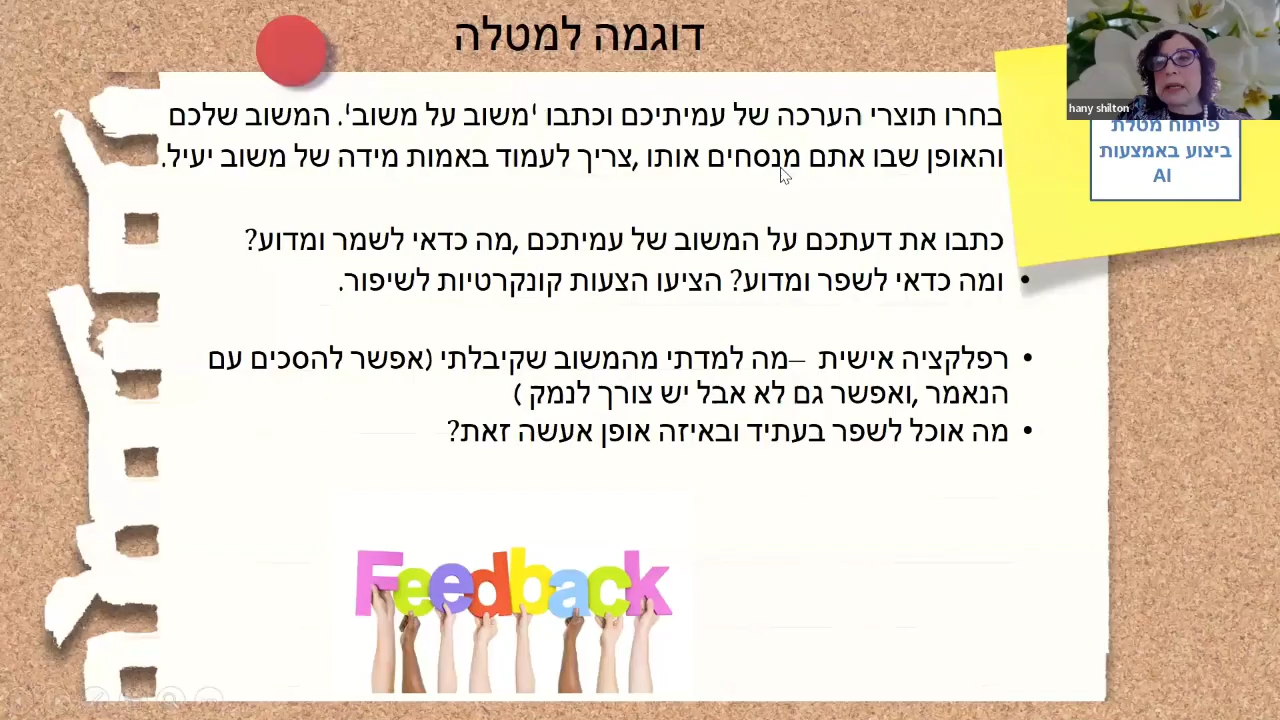 דוגמה למטלה
בחרו תוצרי הערכה של עמיתיכם וכתבו 'משוב על משוב'. המשוב שלכם
והאופן שבו אתם מנסחים אותו ,צריך לעמוד באמות מידה של משוב יעיל.
כתבו את דעתכם על המשוב של עמיתכם ,מה כדאי לשמר ומדוע?
• ומה כדאי לשפר ומדוע? הציעו הצעות קונקרטיות לשיפור.
• רפלקציה אישית –מה למדתי מהמשוב שקיבלתי (אפשר להסכים עם
הנאמר ,ואפשר גם לא אבל יש צורך לנמק )
• מה אוכל לשפר בעתיד ובאיזה אופן אעשה זאת?
Feedback
hany shilton
פיתוח מטלת
ביצוע באמצעות
AI